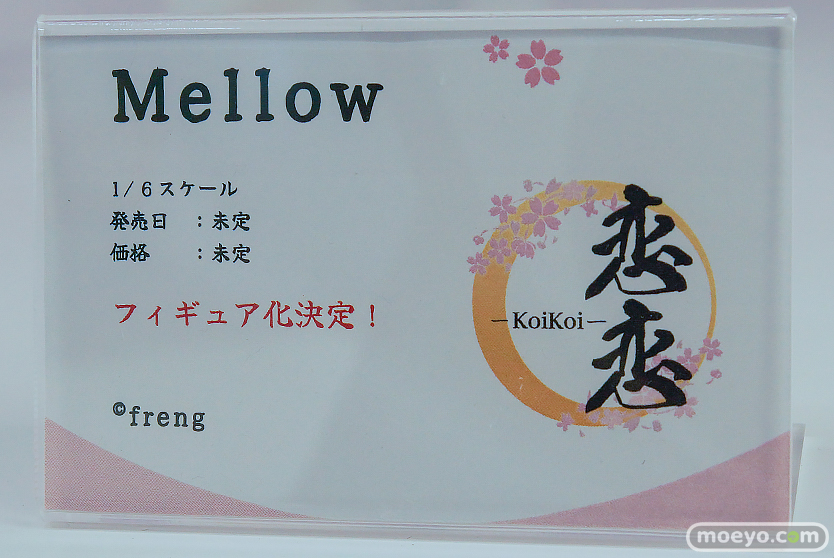 Mellow
1/6スケール
発売日　：未定
価格　　：未定
フィギュア化決定！
©freng
恋恋
－KoiKoi－
moeyo.com